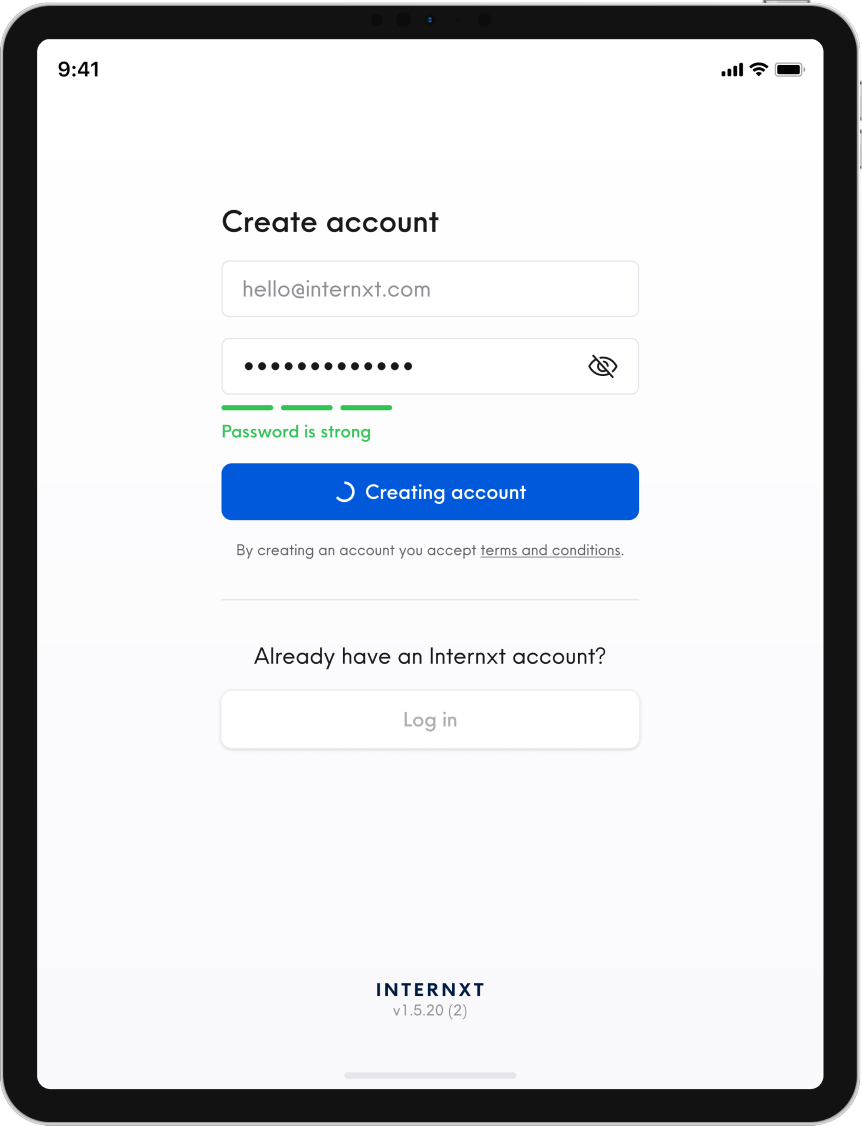 9:41
Create account
hello@internxt.com
•••••••••••••
Password is strong
Creating account
By creating an account you accept terms and conditions.
Already have an Internxt account?
Log in
INTERNXT
v1.5.20 (2)